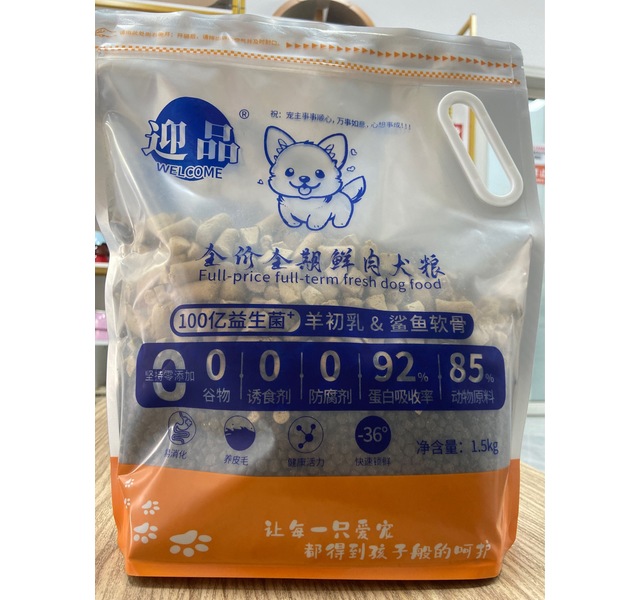 祝：宠主事事顺心，万事如意，心想事成!!!
迎品®
WELCOME
全价全期鲜肉犬粮
Full-price full-term fresh dog food
100亿益生菌+ 羊初乳 & 鲨鱼软骨
坚持零添加 0
0 谷物
0 诱食剂
0 防腐剂
92% 蛋白吸收率
85% 动物原料
养皮毛
健康活力
-36°
快速锁鲜
净含量：1.5kg
让每一只爱宠
都得到孩子般的呵护